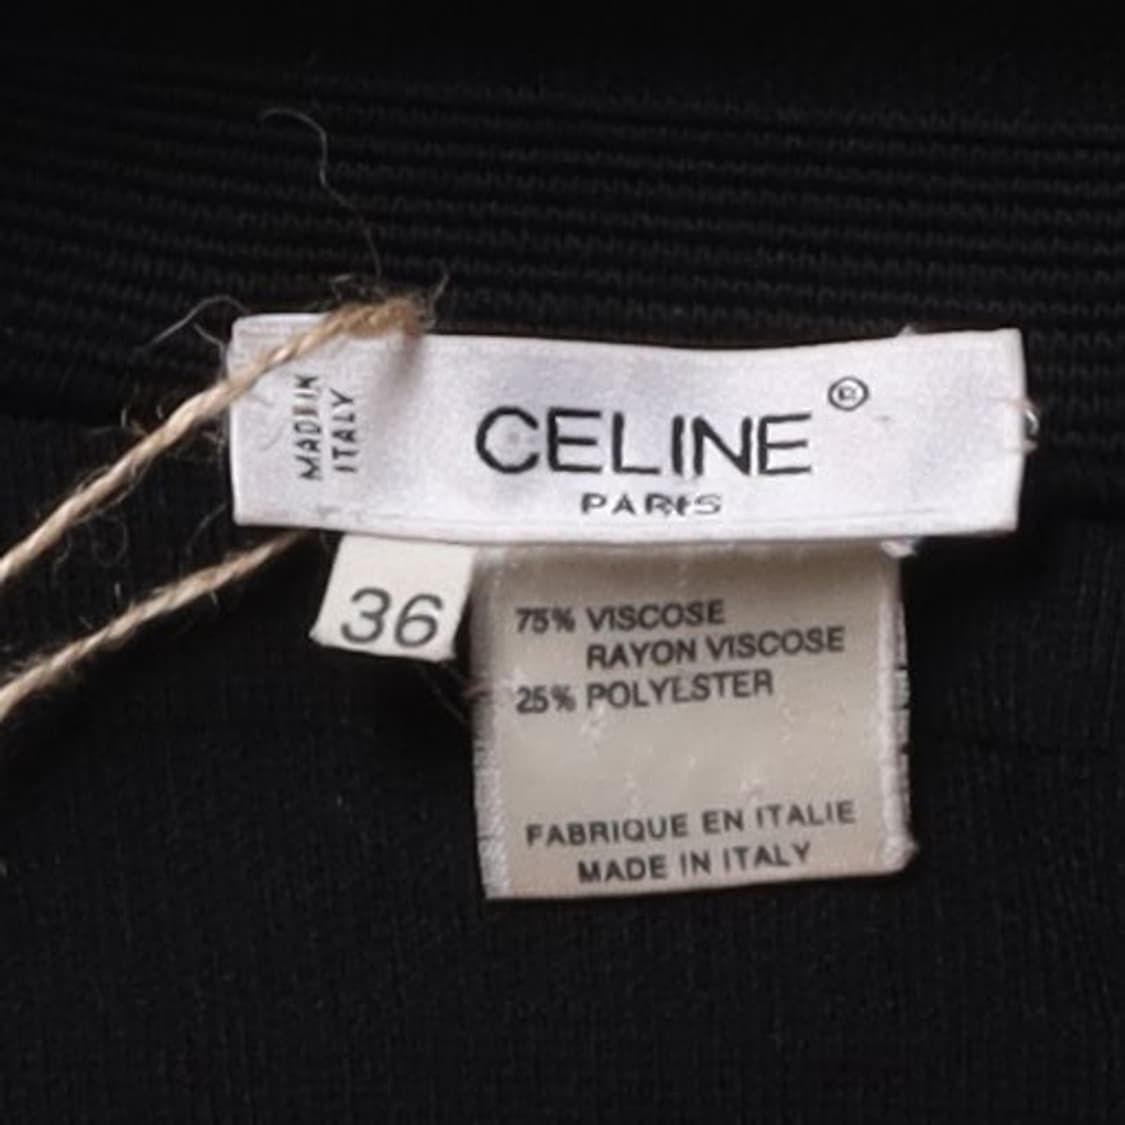 MADE IN
ITALY
CELINE®
PARIS
36
75% VISCOSE
RAYON VISCOSE
25% POLYESTER
FABRIQUE EN ITALIE
MADE IN ITALY